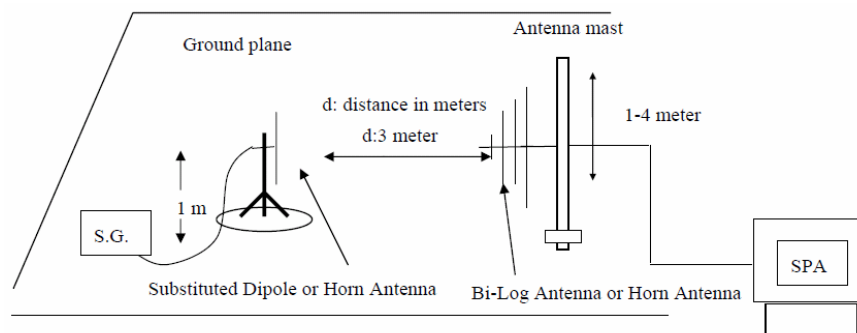 Antenna mast
Ground plane
d: distance in meters
d:3 meter
1-4 meter
1 m
S.G.
SPA
Substituted Dipole or Horn Antenna
Bi-Log Antenna or Horn Antenna